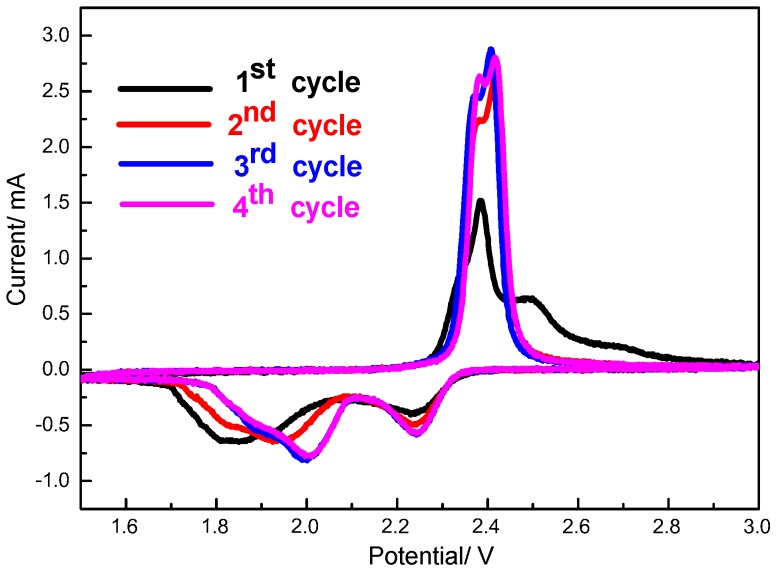 3.0
2.5
2.0
1.5
1.0
0.5
0.0
-0.5
-1.0
Current/ mA
1st cycle
2nd cycle
3rd cycle
4th cycle
1.6 1.8 2.0 2.2 2.4 2.6 2.8 3.0
Potential/ V